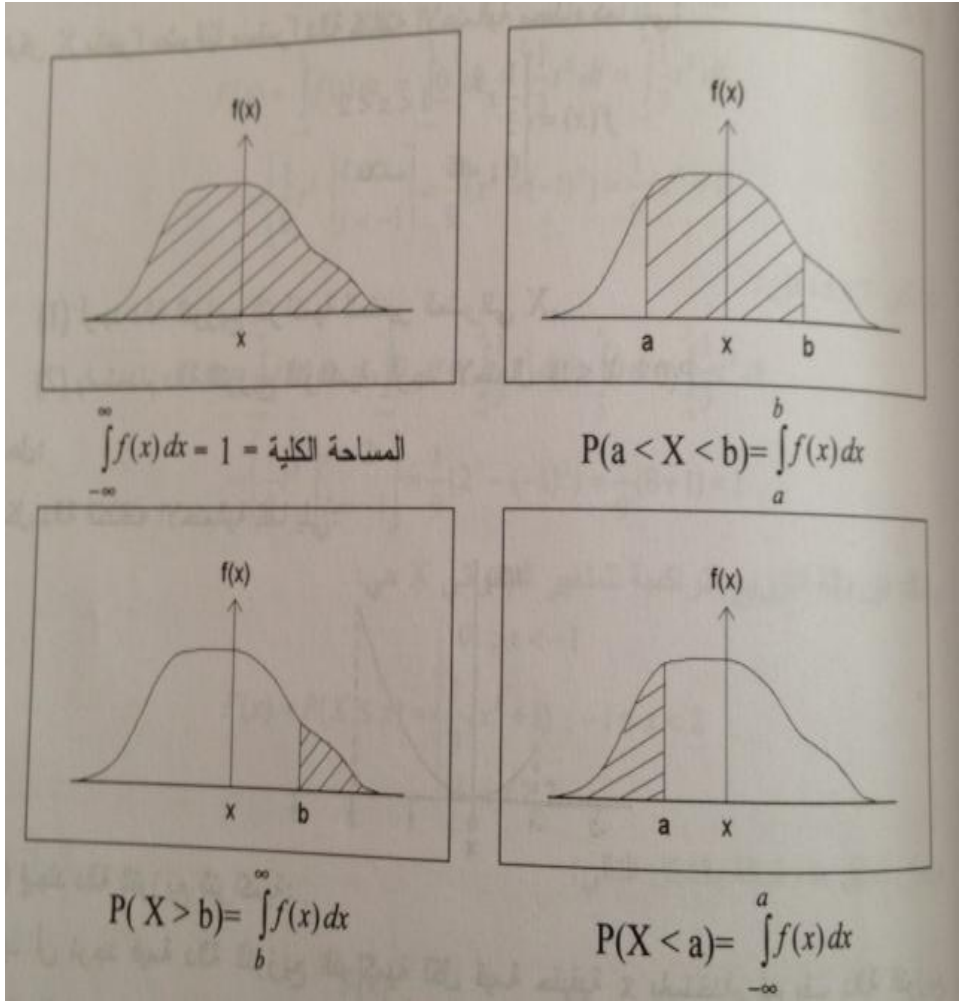 f(x)
x
f(x)
a x b
∫_{-∞}^{∞} f(x) dx = 1 = المساحة الكلية
P(a < X < b)= ∫_{a}^{b} f(x) dx
f(x)
x b
f(x)
a x
P( X > b)= ∫_{b}^{∞} f(x) dx
P(X < a)= ∫_{-∞}^{a} f(x) dx